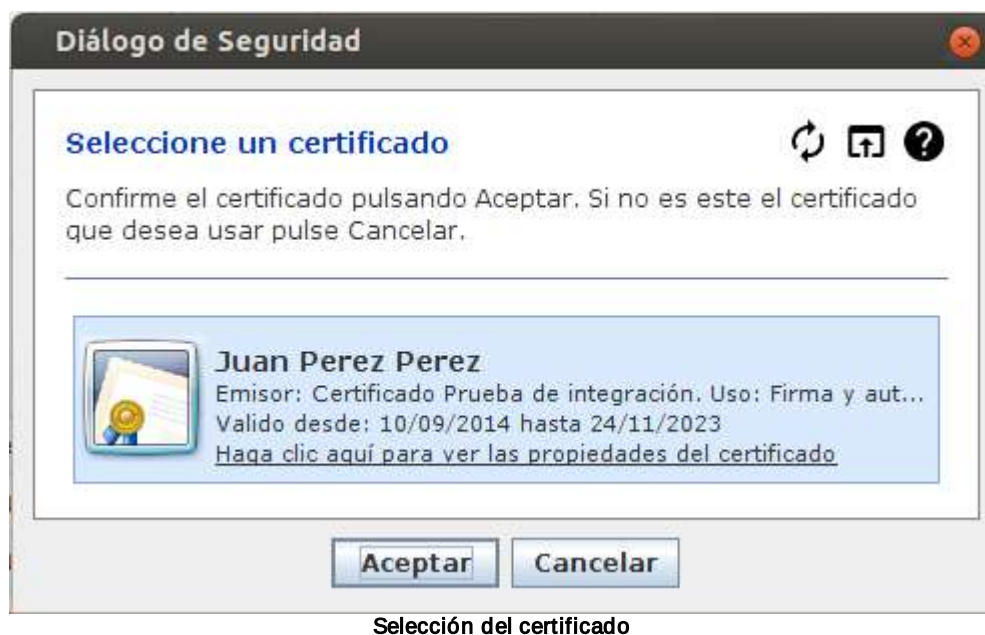 Diálogo de Seguridad
Seleccione un certificado
Confirme el certificado pulsando Aceptar. Si no es este el certificado
que desea usar pulse Cancelar.
Juan Perez Perez
Emisor: Certificado Prueba de integración. Uso: Firma y aut...
Valido desde: 10/09/2014 hasta 24/11/2023
Haga clic aquí para ver las propiedades del certificado
Aceptar Cancelar
Selección del certificado